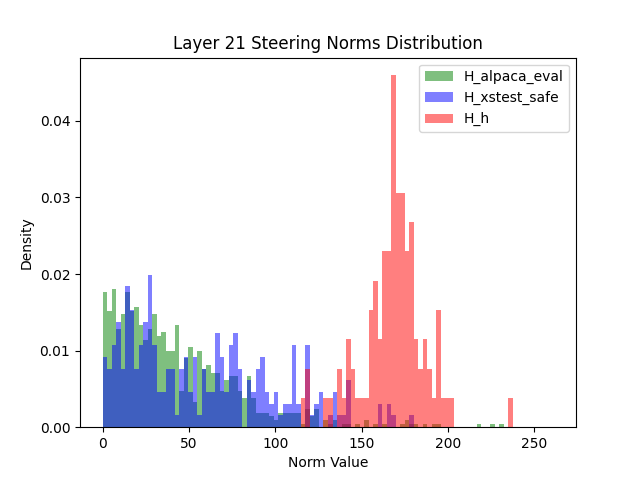 Layer 21 Steering Norms Distribution
H_alpaca_eval
H_xstest_safe
H_h
Density
0.04
0.03
0.02
0.01
0.00
0 50 100 150 200 250
Norm Value